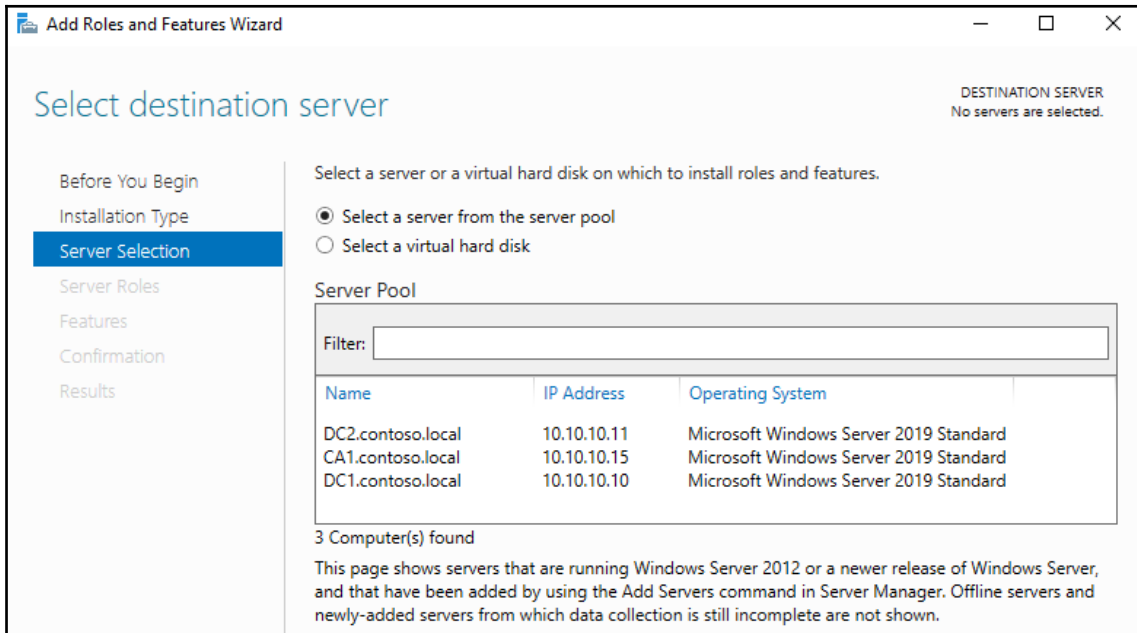 Add Roles and Features Wizard
Select destination server
DESTINATION SERVER
No servers are selected.
Before You Begin
Installation Type
Server Selection
Server Roles
Features
Confirmation
Results
Select a server or a virtual hard disk on which to install roles and features.
Select a server from the server pool
Select a virtual hard disk
Server Pool
Filter:
Name IP Address Operating System
DC2.contoso.local 10.10.10.11 Microsoft Windows Server 2019 Standard
CA1.contoso.local 10.10.10.15 Microsoft Windows Server 2019 Standard
DC1.contoso.local 10.10.10.10 Microsoft Windows Server 2019 Standard
3 Computer(s) found
This page shows servers that are running Windows Server 2012 or a newer release of Windows Server,
and that have been added by using the Add Servers command in Server Manager. Offline servers and
newly-added servers from which data collection is still incomplete are not shown.